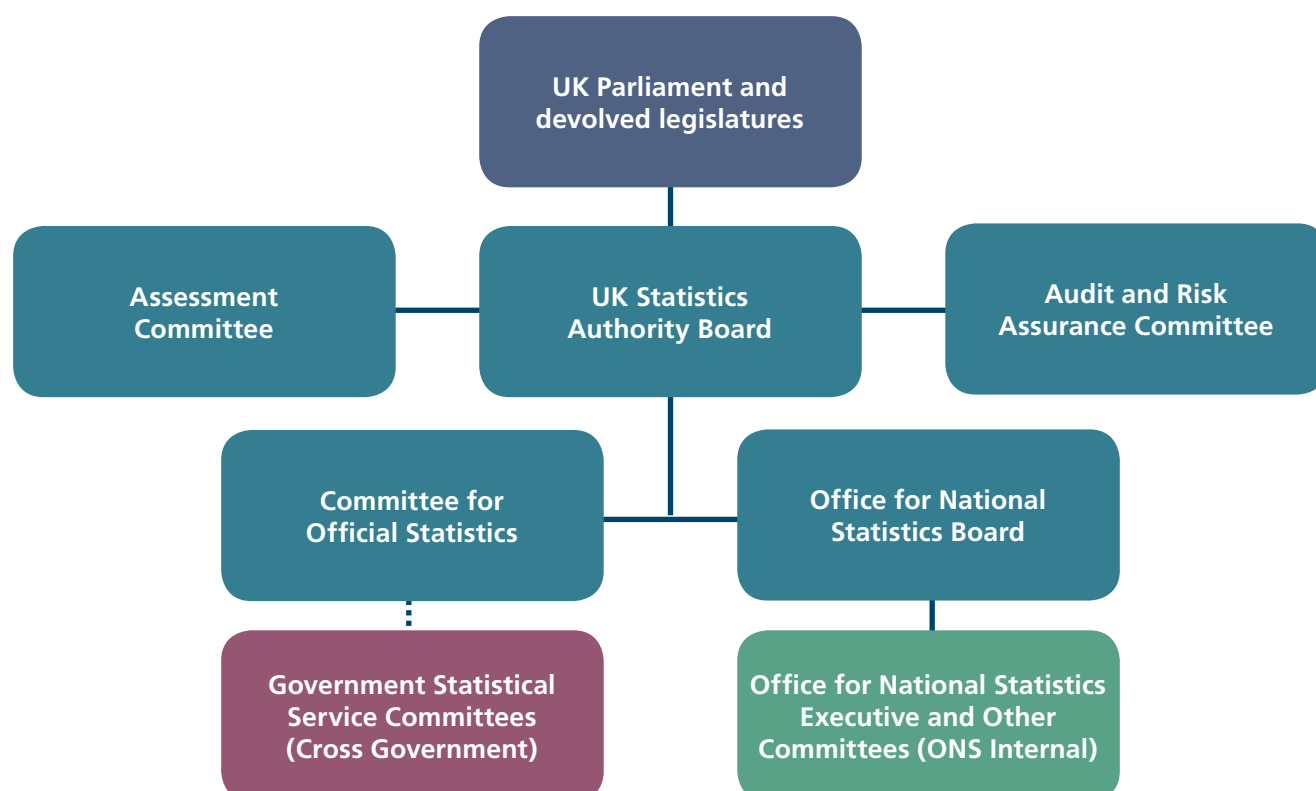 UK Parliament and
devolved legislatures
Assessment
Committee
UK Statistics
Authority Board
Audit and Risk
Assurance Committee
Committee for
Official Statistics
Office for National
Statistics Board
Government Statistical
Service Committees
(Cross Government)
Office for National Statistics
Executive and Other
Committees (ONS Internal)